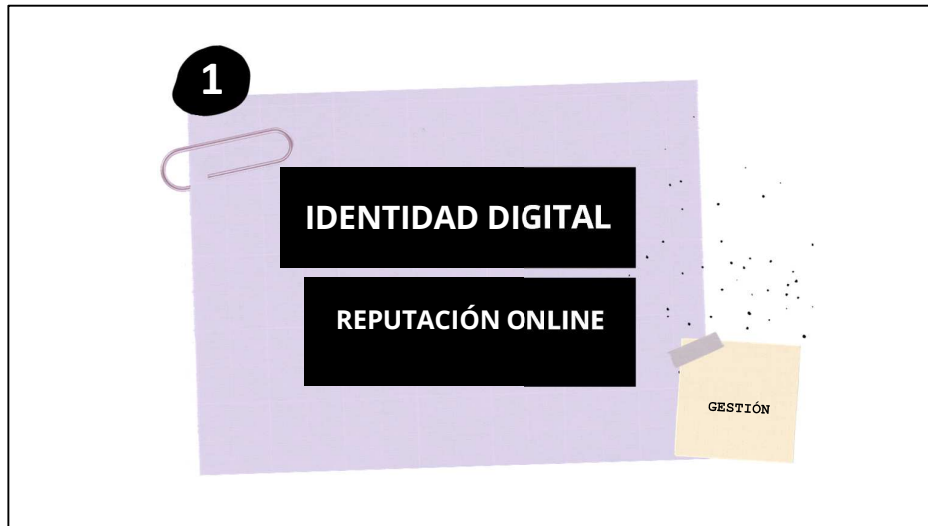 1
IDENTIDAD DIGITAL
REPUTACIÓN ONLINE
GESTIÓN